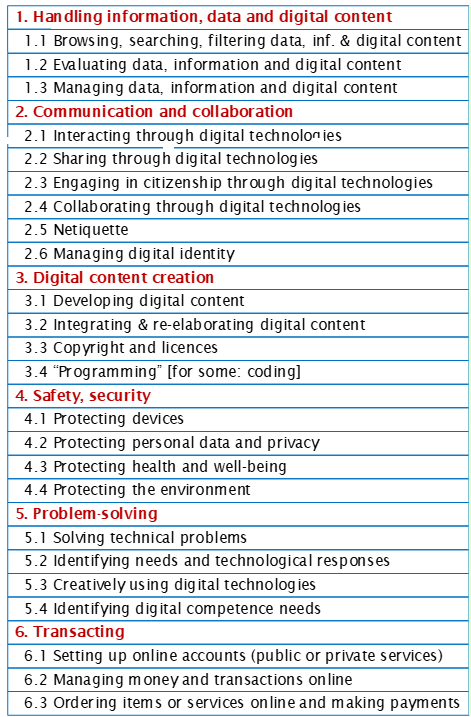 1. Handling information, data and digital content
1.1 Browsing, searching, filtering data, inf. & digital content
1.2 Evaluating data, information and digital content
1.3 Managing data, information and digital content
2. Communication and collaboration
2.1 Interacting through digital technologies
2.2 Sharing through digital technologies
2.3 Engaging in citizenship through digital technologies
2.4 Collaborating through digital technologies
2.5 Netiquette
2.6 Managing digital identity
3. Digital content creation
3.1 Developing digital content
3.2 Integrating & re-elaborating digital content
3.3 Copyright and licences
3.4 “Programming” [for some: coding]
4. Safety, security
4.1 Protecting devices
4.2 Protecting personal data and privacy
4.3 Protecting health and well-being
4.4 Protecting the environment
5. Problem-solving
5.1 Solving technical problems
5.2 Identifying needs and technological responses
5.3 Creatively using digital technologies
5.4 Identifying digital competence needs
6. Transacting
6.1 Setting up online accounts (public or private services)
6.2 Managing money and transactions online
6.3 Ordering items or services online and making payments